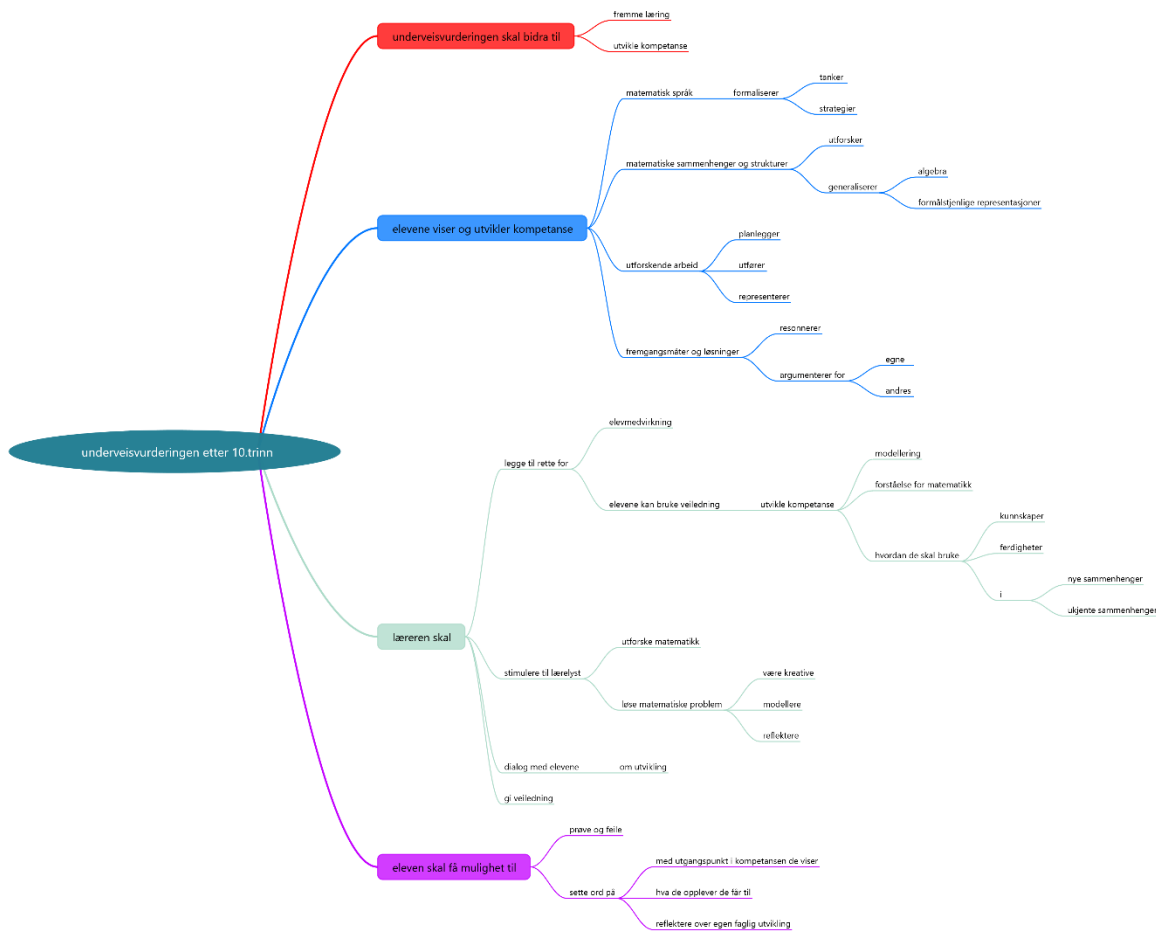 underveisvurderingen etter 10.trinn
underveisvurderingen skal bidra til
fremme læring
utvikle kompetanse
elevene viser og utvikler kompetanse
matematisk språk
formaliserer
tanker
strategier
matematiske sammenhenger og strukturer
utforsker
generaliserer
algebra
formålstjenlige representasjoner
utforskende arbeid
planlegger
utfører
representerer
fremgangsmåter og løsninger
resonnerer
argumenterer for
egne
andres
læreren skal
legge til rette for
elevmedvirkning
elevene kan bruke veiledning
utvikle kompetanse
modellering
forståelse for matematikk
hvordan de skal bruke
kunnskaper
ferdigheter
i
nye sammenhenger
ukjente sammenhenger
stimulere til lærelyst
utforske matematikk
løse matematiske problem
være kreative
modellere
reflektere
dialog med elevene
om utvikling
gi veiledning
eleven skal få mulighet til
prøve og feile
sette ord på
med utgangspunkt i kompetansen de viser
hva de opplever de får til
reflektere over egen faglig utvikling